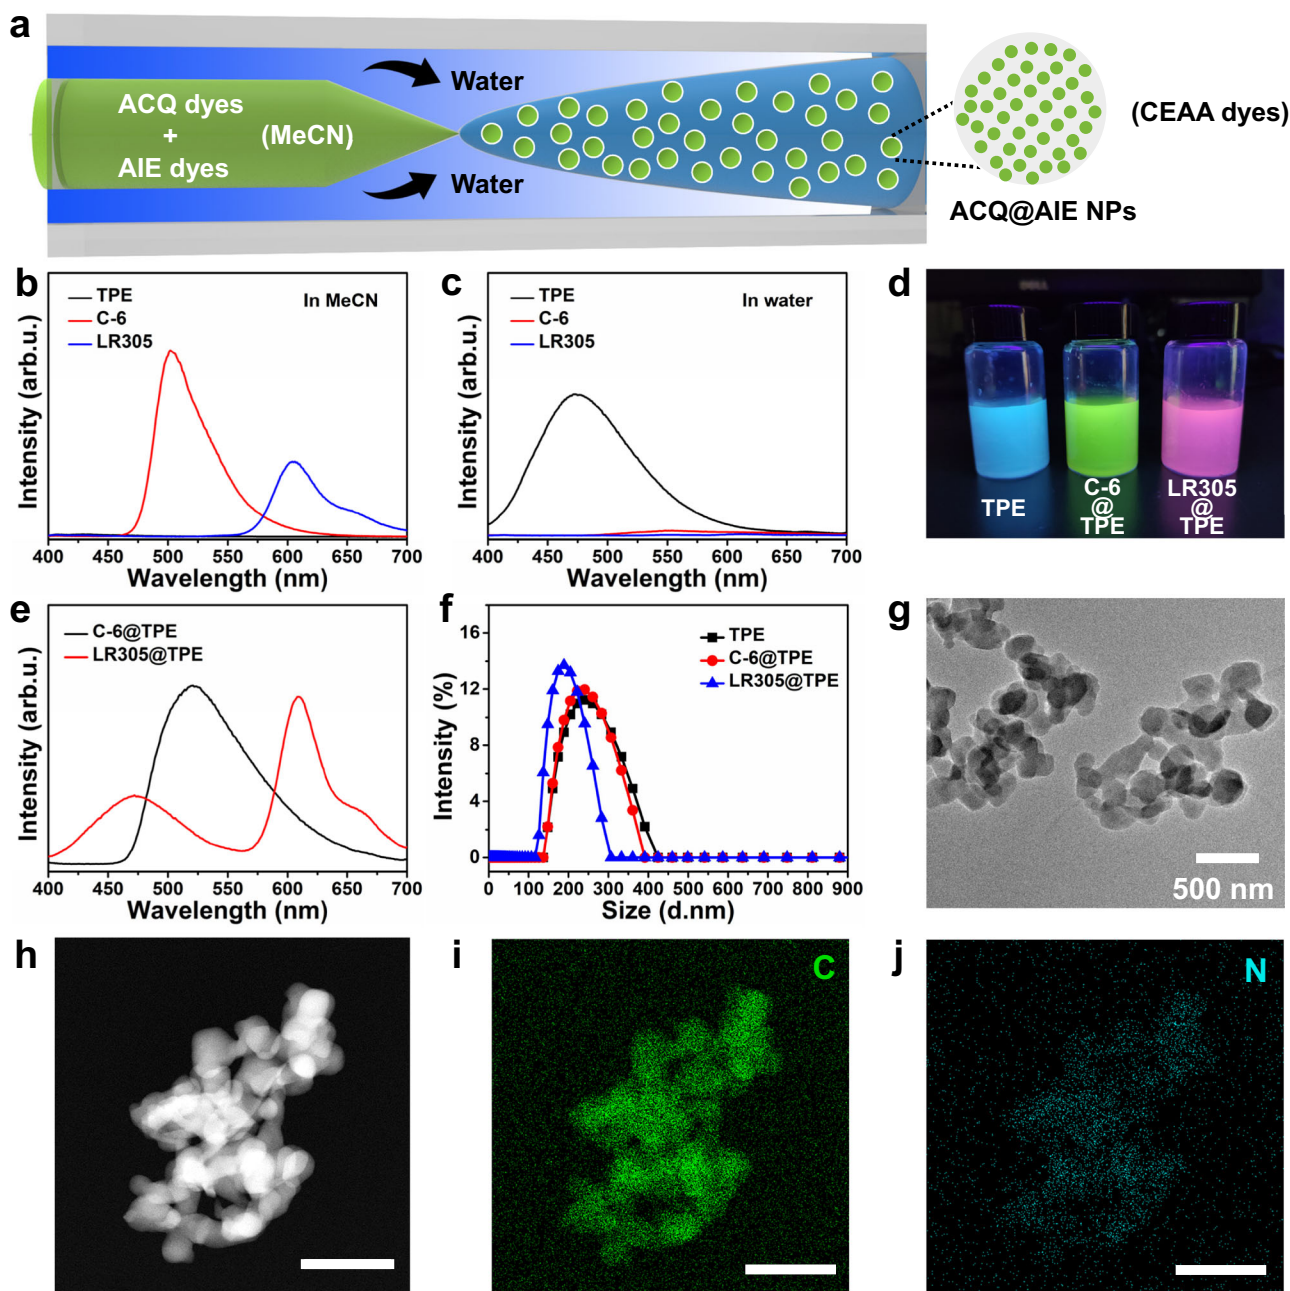 a
ACQ dyes
+
AIE dyes
(MeCN)
Water
Water
(CEAA dyes)
ACQ@AIE NPs
b
TPE
C-6
LR305
In MeCN
Intensity (arb.u.)
400 450 500 550 600 650 700
Wavelength (nm)
c
TPE
C-6
LR305
In water
Intensity (arb.u.)
400 450 500 550 600 650 700
Wavelength (nm)
d
DELL
TPE
C-6
@
TPE
LR305
@
TPE
e
C-6@TPE
LR305@TPE
Intensity (arb.u.)
400 450 500 550 600 650 700
Wavelength (nm)
f
TPE
C-6@TPE
LR305@TPE
Intensity (%)
16
12
8
4
0
0 100 200 300 400 500 600 700 800 900
Size (d.nm)
g
500 nm
h
i
C
j
N